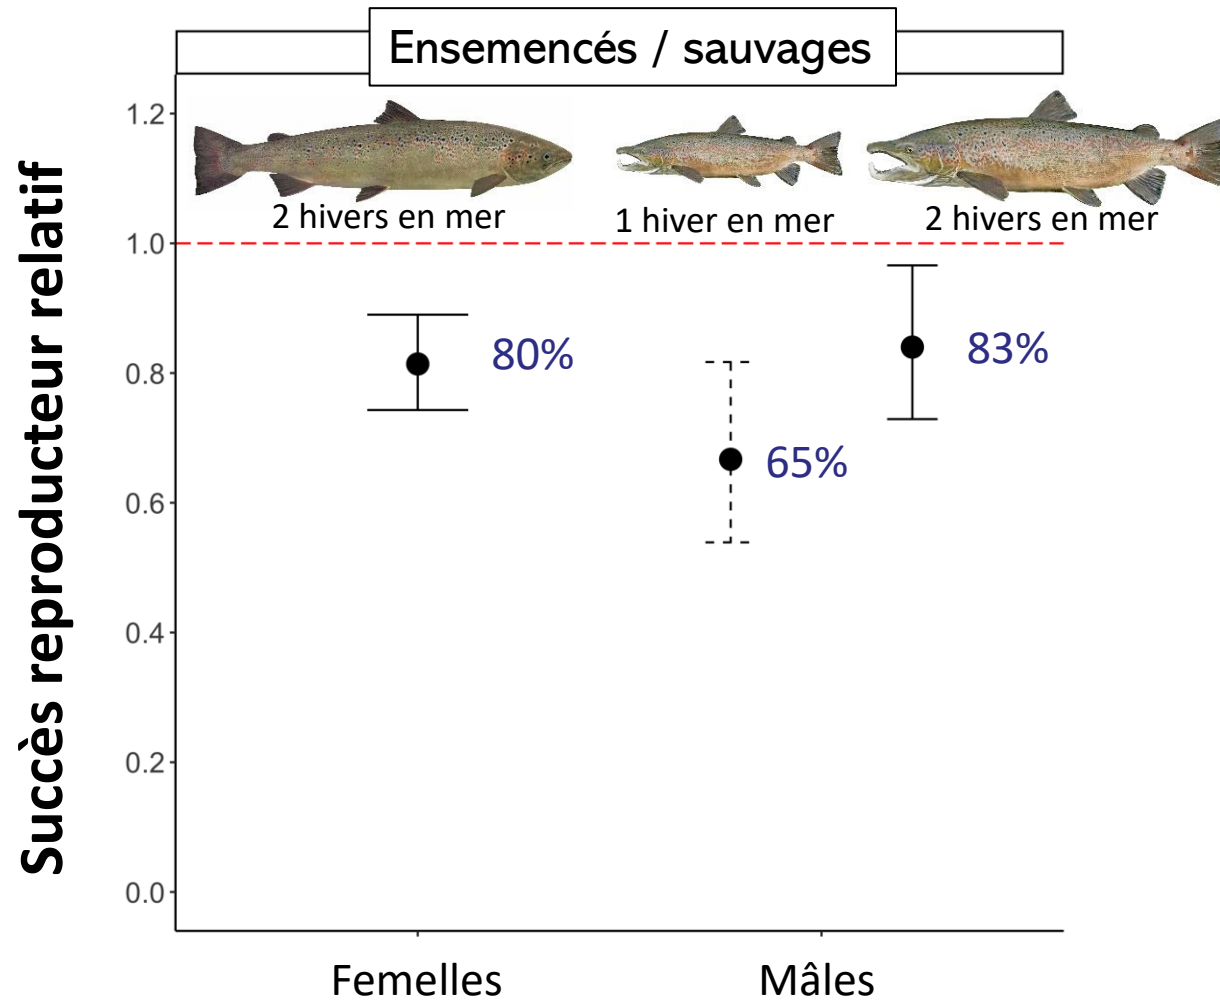 Ensemencés / sauvages
Succès reproducteur relatif
1.2
1.0
0.8
0.6
0.4
0.2
0.0
2 hivers en mer
1 hiver en mer
2 hivers en mer
80%
65%
83%
Femelles
Mâles